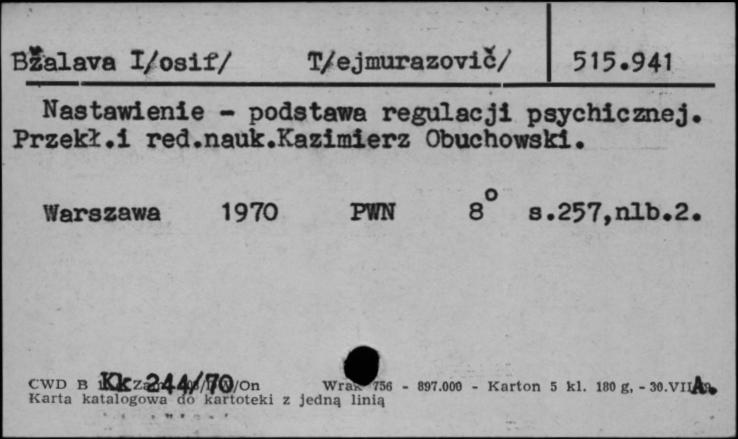 Bžalava I/osif/ T/ejmurazovič/ 515.941
Nastawienie - podstawa regulacji psychicznej.
Przekł.i red.nauk.Kazimierz Obuchowski.
Warszawa 1970 PWN 8° s.257,nlb.2.
Kk 244/70 A.
CWD B /On Wrak 756 - 897.000 - Karton 5 kl. 180 g, - 30.VII
Karta katalogowa do kartoteki z jedną linią